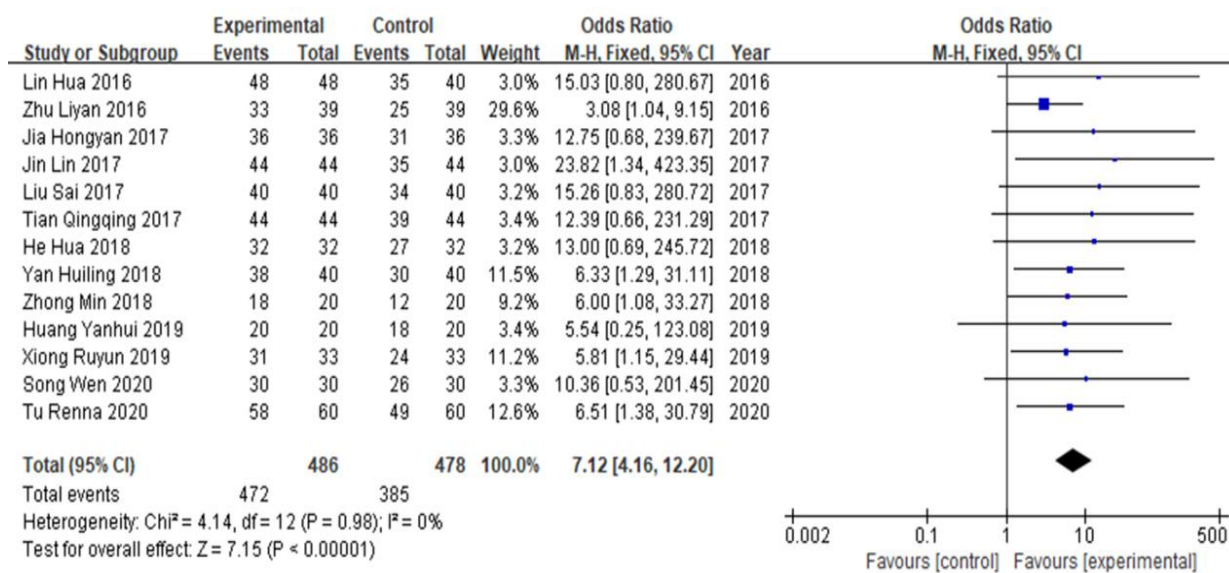 Experimental Control Odds Ratio Odds Ratio
Study or Subgroup Events Total Events Total Weight M-H, Fixed, 95% CI Year M-H, Fixed, 95% CI
Lin Hua 2016 48 48 35 40 3.0% 15.03 [0.80, 280.67] 2016
Zhu Liyan 2016 33 39 25 39 29.6% 3.08 [1.04, 9.15] 2016
Jia Hongyan 2017 36 36 31 36 3.3% 12.75 [0.68, 239.67] 2017
Jin Lin 2017 44 44 35 44 3.0% 23.82 [1.34, 423.35] 2017
Liu Sai 2017 40 40 34 40 3.2% 15.26 [0.83, 280.72] 2017
Tian Qingqing 2017 44 44 39 44 3.4% 12.39 [0.66, 231.29] 2017
He Hua 2018 32 32 27 32 3.2% 13.00 [0.69, 245.72] 2018
Yan Huiling 2018 38 40 30 40 11.5% 6.33 [1.29, 31.11] 2018
Zhong Min 2018 18 20 12 20 9.2% 6.00 [1.08, 33.27] 2018
Huang Yanhui 2019 20 20 18 20 3.4% 5.54 [0.25, 123.08] 2019
Xiong Ruyun 2019 31 33 24 33 11.2% 5.81 [1.15, 29.44] 2019
Song Wen 2020 30 30 26 30 3.3% 10.36 [0.53, 201.45] 2020
Tu Renna 2020 58 60 49 60 12.6% 6.51 [1.38, 30.79] 2020
Total (95% CI) 486 478 100.0% 7.12 [4.16, 12.20]
Total events 472 385
Heterogeneity: Chi² = 4.14, df = 12 (P = 0.98); I² = 0%
Test for overall effect: Z = 7.15 (P < 0.00001)
0.002 0.1 1 10 500
Favours [control] Favours [experimental]